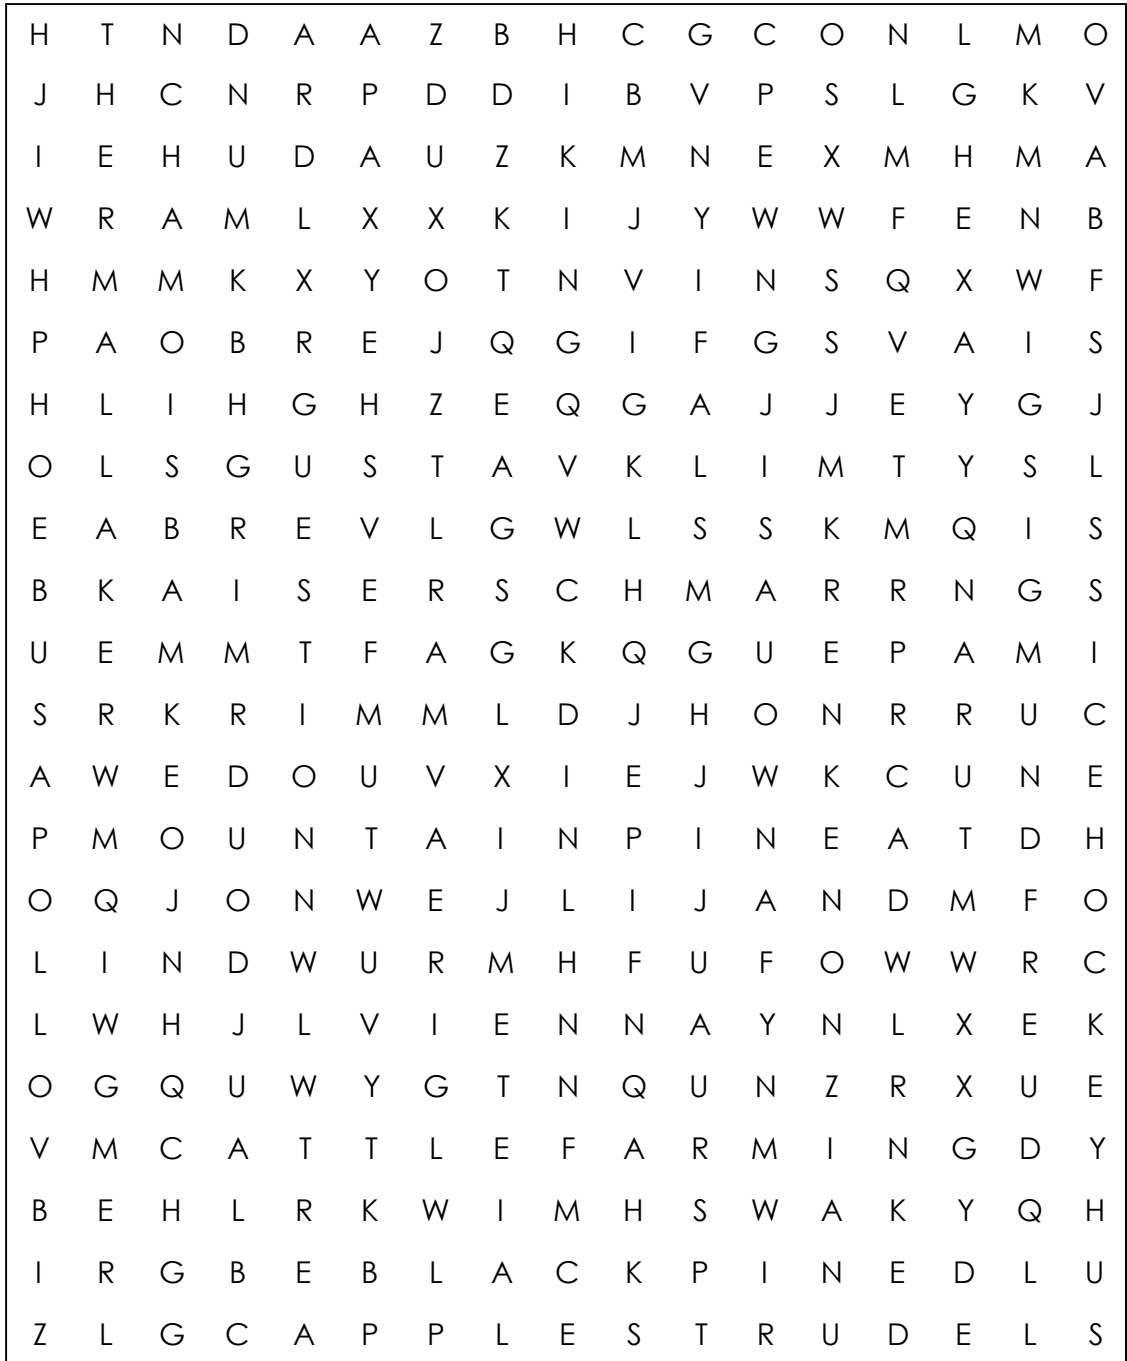 H T N D A A Z B H C G C O N L M O
J H C N R P D D I B V P S L G K V
I E H U D A U Z K M N E X M H M A
W R A M L X X K I J Y W W F E N B
H M M K X Y O T N V I N S Q X W F
P A O B R E J Q G I F G S V A I S
H L I H G H Z E Q G A J J E Y G J
O L S G U S T A V K L I M T Y S L
E A B R E V L G W L S S K M Q I S
B K A I S E R S C H M A R R N G S
U E M M T F A G K Q G U E P A M I
S R K R I M M L D J H O N R R U C
A W E D O U V X I E J W K C U N E
P M O U N T A I N P I N E A T D H
O Q J O N W E J L I J A N D M F O
L I N D W U R M H F U F O W W R C
L W H J L V I E N N A Y N L X E K
O G Q U W Y G T N Q U N Z R X U E
V M C A T T L E F A R M I N G D Y
B E H L R K W I M H S W A K Y Q H
I R G B E B L A C K P I N E D L U
Z L G C A P P L E S T R U D E L S